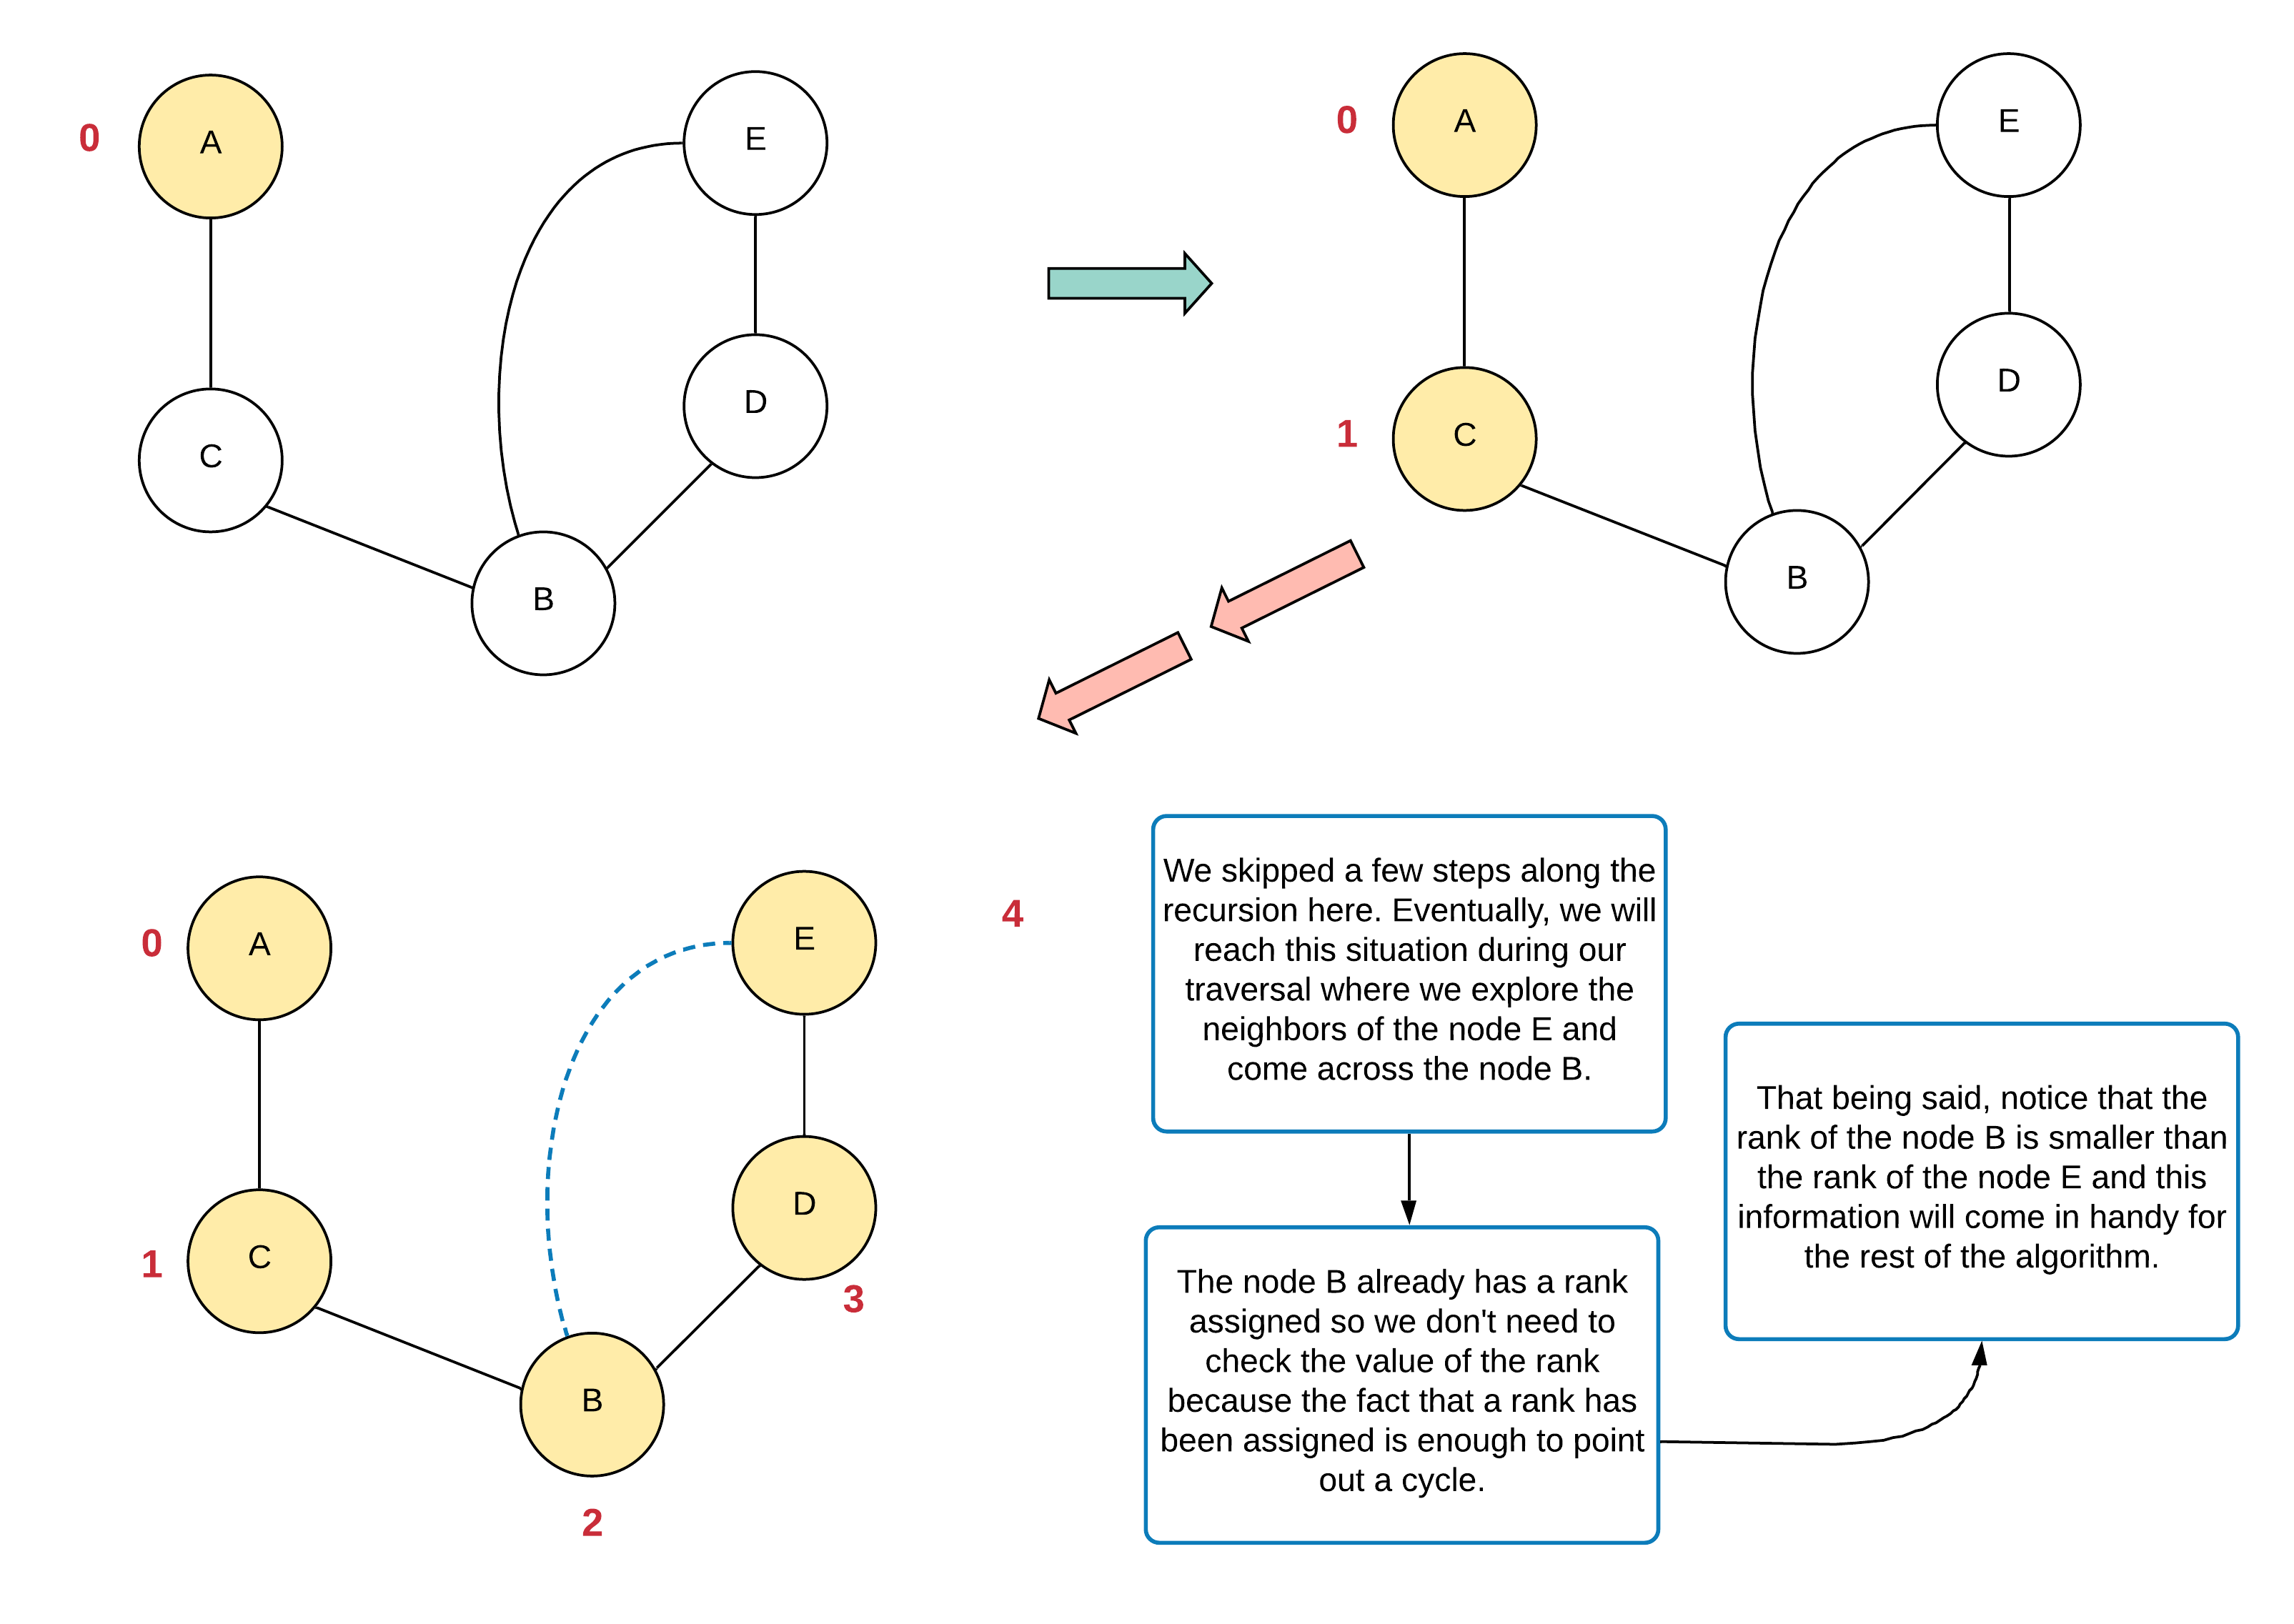 0
A
E
C
D
B
0
A
E
1
C
D
B
0
A
E
4
1
C
D
3
B
2
We skipped a few steps along the
recursion here. Eventually, we will
reach this situation during our
traversal where we explore the
neighbors of the node E and
come across the node B.
The node B already has a rank
assigned so we don't need to
check the value of the rank
because the fact that a rank has
been assigned is enough to point
out a cycle.
That being said, notice that the
rank of the node B is smaller than
the rank of the node E and this
information will come in handy for
the rest of the algorithm.